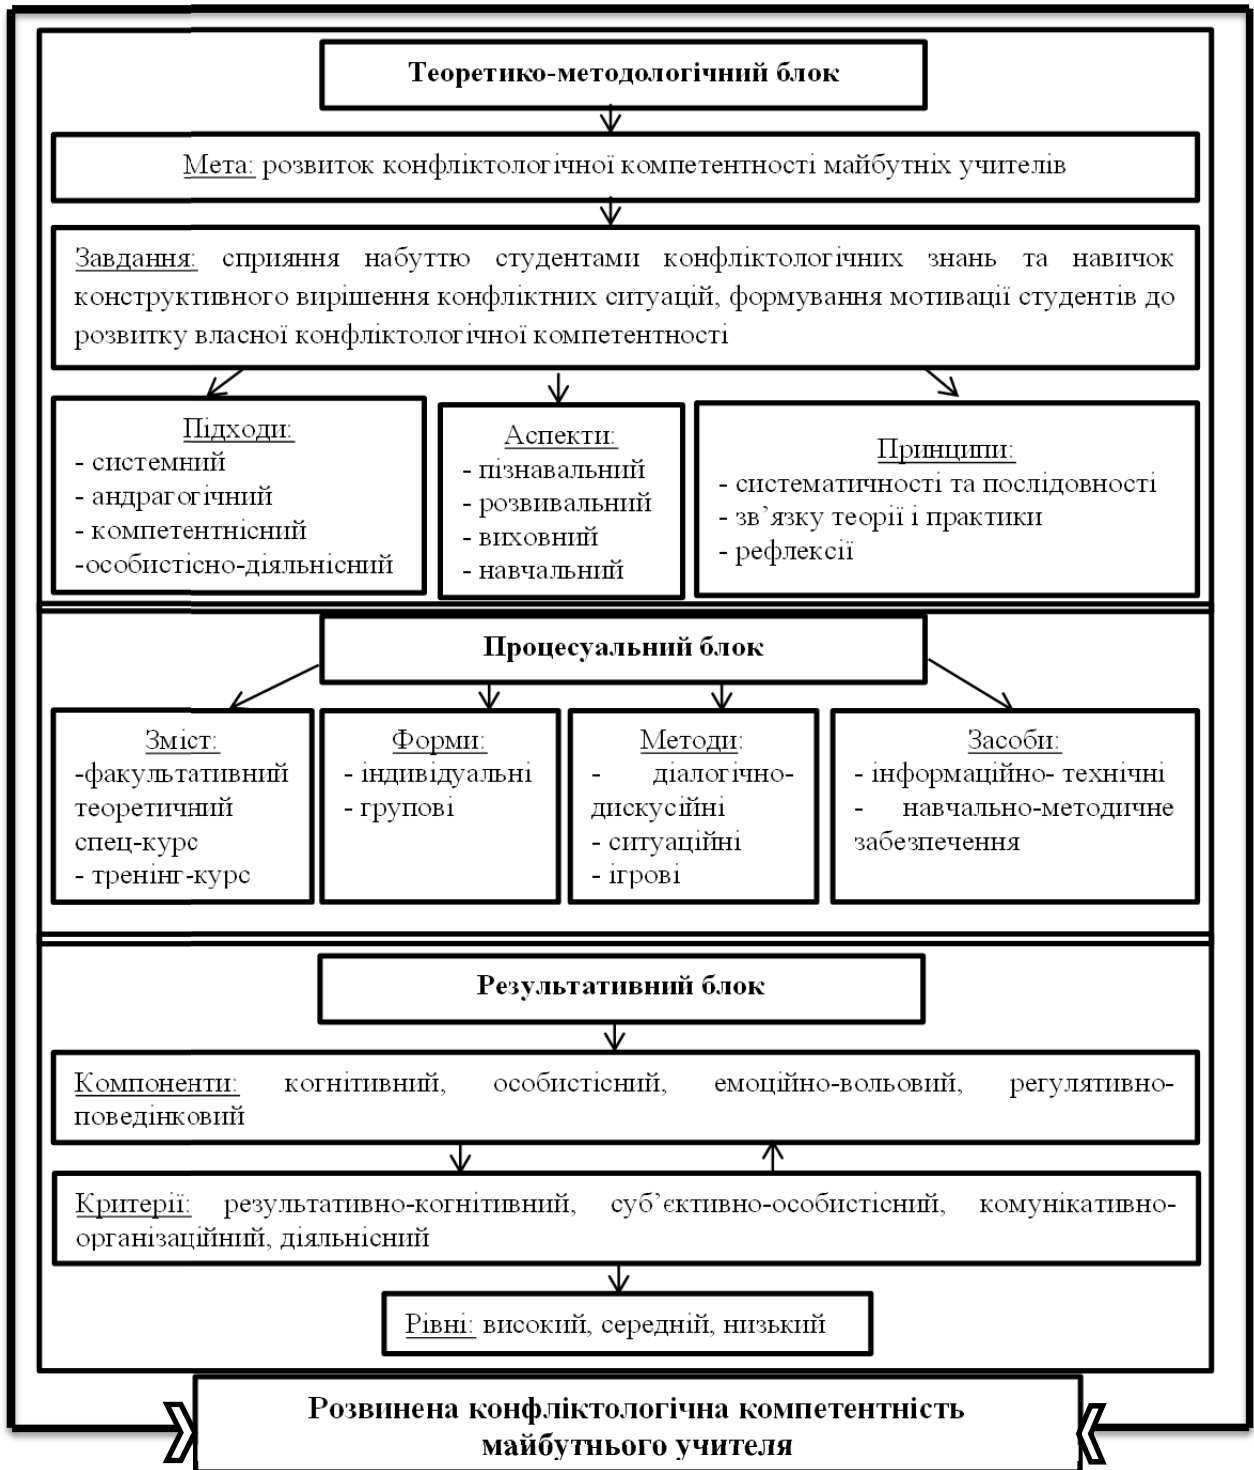 Теоретико-методологічний блок
Мета: розвиток конфліктологічної компетентності майбутніх учителів
Завдання: сприяння набуттю студентами конфліктологічних знань та навичок
конструктивного вирішення конфліктних ситуацій, формування мотивації студентів до
розвитку власної конфліктологічної компетентності
Підходи:
- системний
- андрагогічний
- компетентнісний
-особистісно-діяльнісний
Аспекти:
- пізнавальний
- розвивальний
- виховний
- навчальний
Принципи:
- систематичності та послідовності
- зв’язку теорії і практики
- рефлексії
Процесуальний блок
Зміст:
-факультативний
теоретичний
спец-курс
- тренінг-курс
Форми:
- індивідуальні
- групові
Методи:
- діалогічно-
дискусійні
- ситуаційні
- ігрові
Засоби:
- інформаційно- технічні
- навчально-методичне
забезпечення
Результативний блок
Компоненти: когнітивний, особистісний, емоційно-вольовий, регулятивно-
поведінковий
Критерії: результативно-когнітивний, суб’єктивно-особистісний, комунікативно-
організаційний, діяльнісний
Рівні: високий, середній, низький
Розвинена конфліктологічна компетентність
майбутнього учителя